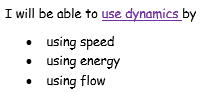 I will be able to use dynamics by
• using speed
• using energy
• using flow